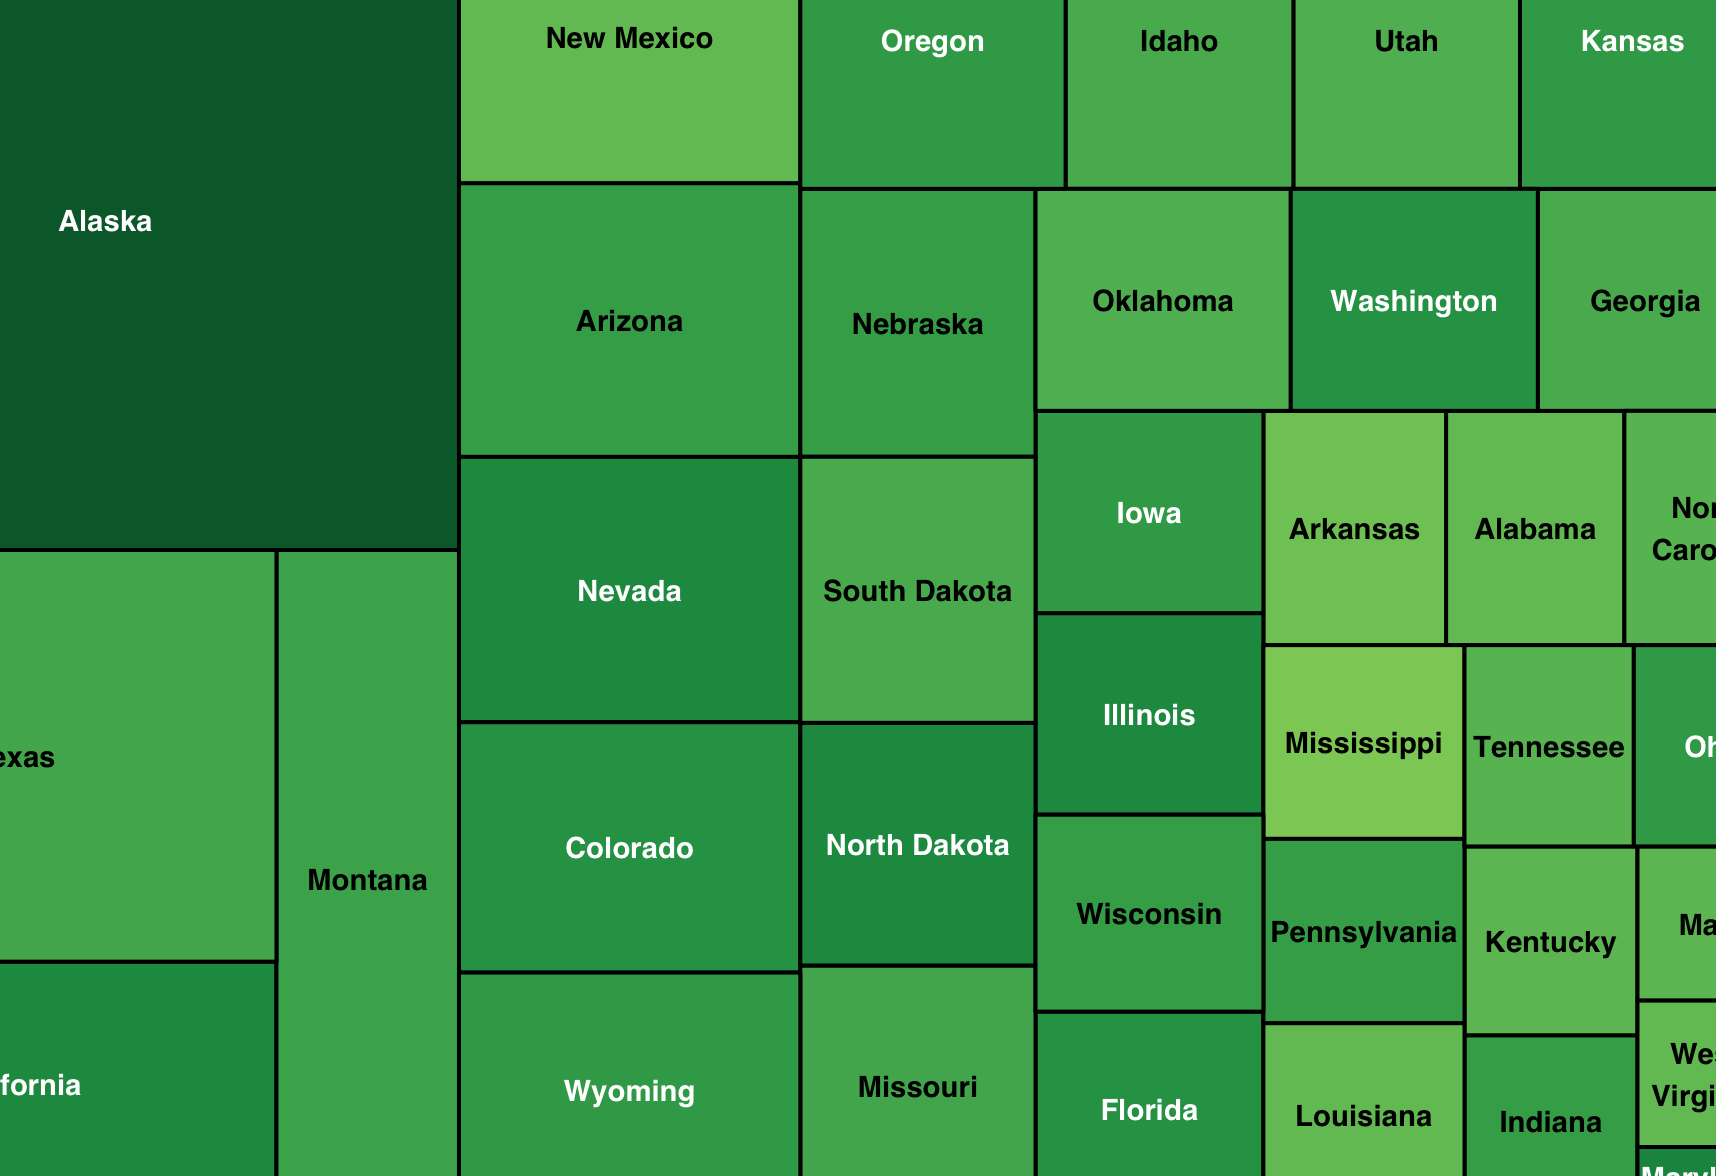 New Mexico
Oregon
Idaho
Utah
Kansas
Alaska
Arizona
Nebraska
Oklahoma
Washington
Georgia
Nevada
South Dakota
Iowa
Arkansas
Alabama
Nor
Caro
exas
Montana
Colorado
North Dakota
Illinois
Mississippi
Tennessee
Oh
Wisconsin
Pennsylvania
Kentucky
Ma
fornia
Wyoming
Missouri
Florida
Louisiana
Indiana
Wes
Virgi